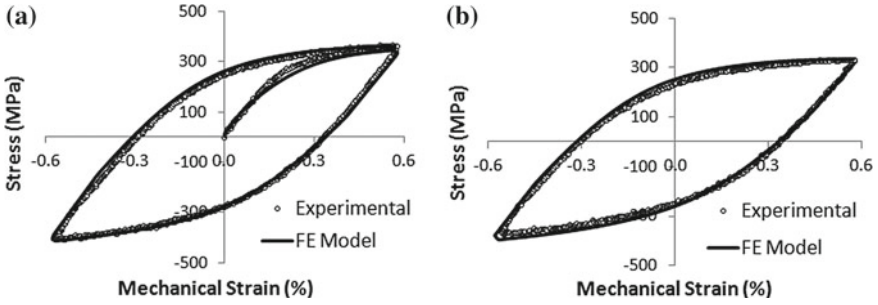 (a)
500
300
100
-0.6
-0.3
0.0
0.3
0.6
-100
-300
-500
Stress (MPa)
Mechanical Strain (%)
Experimental
FE Model
(b)
500
300
100
-0.6
-0.3
0.0
0.3
0.6
-100
-300
-500
Stress (MPa)
Mechanical Strain (%)
Experimental
FE Model